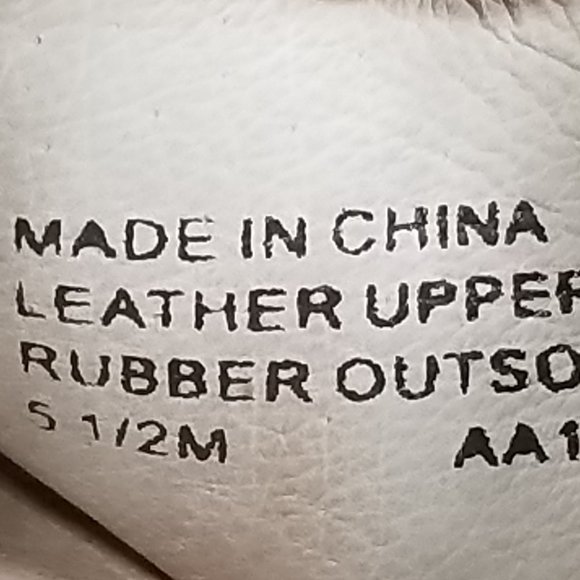 MADE IN CHINA
LEATHER UPPER
RUBBER OUTSO
5 1/2M AA1